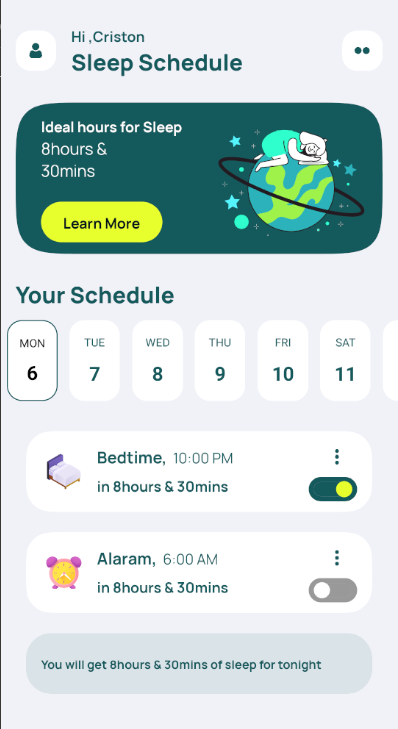 Hi ,Criston
Sleep Schedule
Ideal hours for Sleep
8hours &
30mins
Learn More
Your Schedule
MON TUE WED THU FRI SAT
6 7 8 9 10 11
Bedtime, 10:00 PM
in 8hours & 30mins
Alaram, 6:00 AM
in 8hours & 30mins
You will get 8hours & 30mins of sleep for tonight